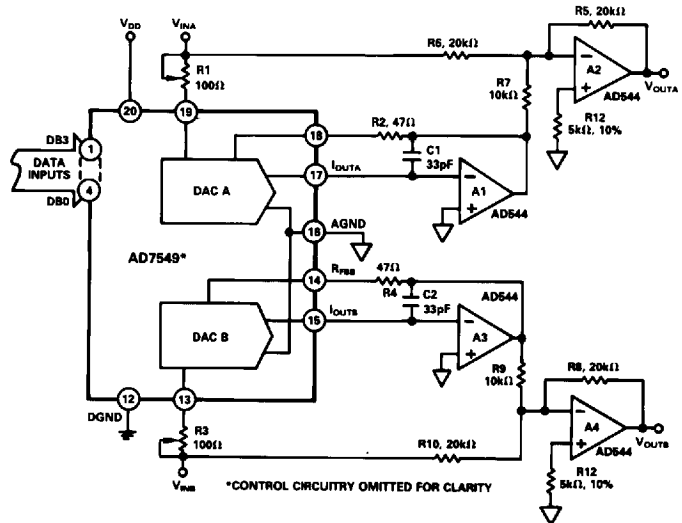 VDD
VINA
R1
100Ω
R6, 20kΩ
R5, 20kΩ
A2
AD544
VOUTA
R7
10kΩ
R12
5kΩ, 10%
20
19
DB3
1
DATA
INPUTS
4
DB0
DAC A
18
R2, 47Ω
C1
33pF
17
IOUTA
A1
AD544
16
AGND
AD7549*
14
RFBB
47Ω
R4
C2
33pF
AD544
15
IOUTB
A3
DAC B
R9
10kΩ
R8, 20kΩ
A4
AD544
VOUTB
12
DGND
13
R3
100Ω
R10, 20kΩ
VINB
R12
5kΩ, 10%
*CONTROL CIRCUITRY OMITTED FOR CLARITY